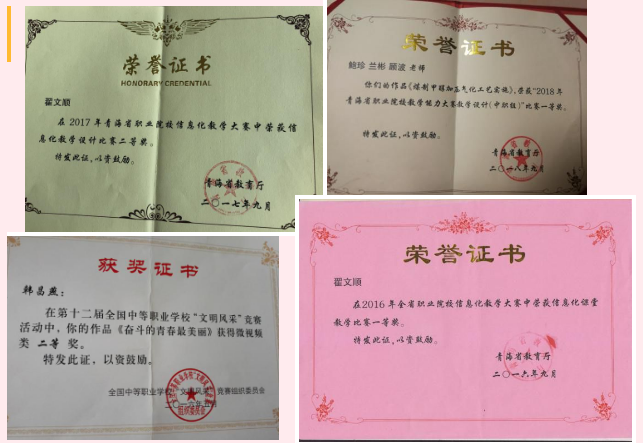 荣誉证书
HONORARY CREDENTIAL
翟文顺
在2017年青海省职业院校信息化教学大赛中荣获信
息化教学设计比赛二等奖。
特发此证,以资鼓励。
青海省教育厅
二〇一七年九月
荣誉证书
鲍珍 兰彬 顾波 老师
你们的作品《煤制甲醇加压气化工艺实施》,荣获“2018年
青海省职业院校教学能力大赛教学设计(中职组)”比赛一等奖。
特发此证,以资鼓励。
青海省教育厅
二〇一八年九月
获奖证书
韩昌燕:
在第十二届全国中等职业学校“文明风采”竞赛
活动中,你的作品《奋斗的青春最美丽》获得微视频
类 二等 奖。
特发此证,以资鼓励。
全国中等职业学校“文明风采”竞赛组织委员会
荣誉证书
翟文顺
在2016年全省职业院校信息化教学大赛中荣获信息化课堂
教学比赛一等奖。
特发此证,以资鼓励。
青海省教育厅
二〇一六年九月